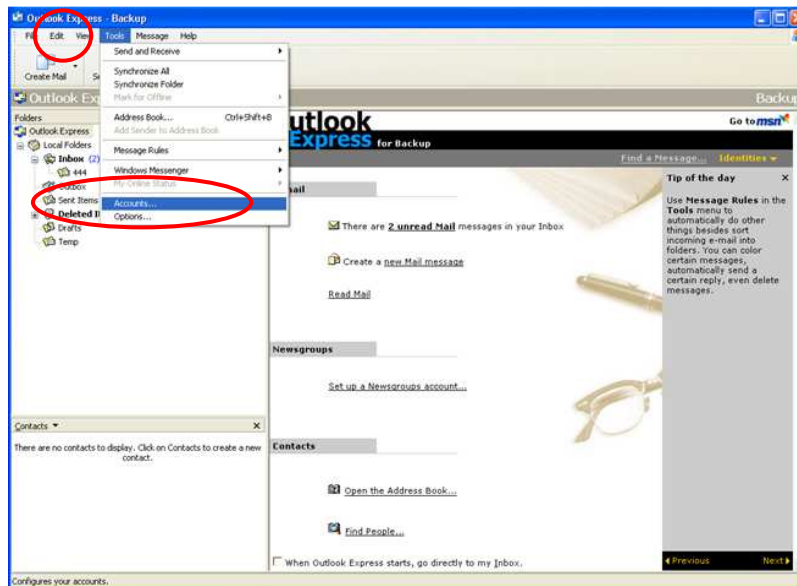 Outlook Express - Backup
File Edit View Tools Message Help
Create Mail
Send and Receive
Synchronize All
Synchronize Folder
Mark for Offline
Address Book... Ctrl+Shift+B
Add Sender to Address Book
Message Rules
Windows Messenger
My Online Status
Accounts...
Options...
Outlook Backup
Folders
Outlook Express
Local Folders
Inbox (2)
444
Outbox
Sent Items
Deleted
Drafts
Temp
Contacts
There are no contacts to display. Click on Contacts to create a new
contact.
Outlook
Express for Backup
Go to msn
Find a Message... Identities
There are 2 unread Mail messages in your Inbox
Create a new Mail message
Read Mail
Newsgroups
Set up a Newsgroups account...
Contacts
Open the Address Book...
Find People...
When Outlook Express starts, go directly to my Inbox.
Tip of the day x
Use Message Rules in the
Tools menu to
automatically do other
things besides sort
incoming e-mail into
folders. You can color
certain messages,
automatically send a
certain reply, even delete
messages.
Previous Next
Configures your accounts.